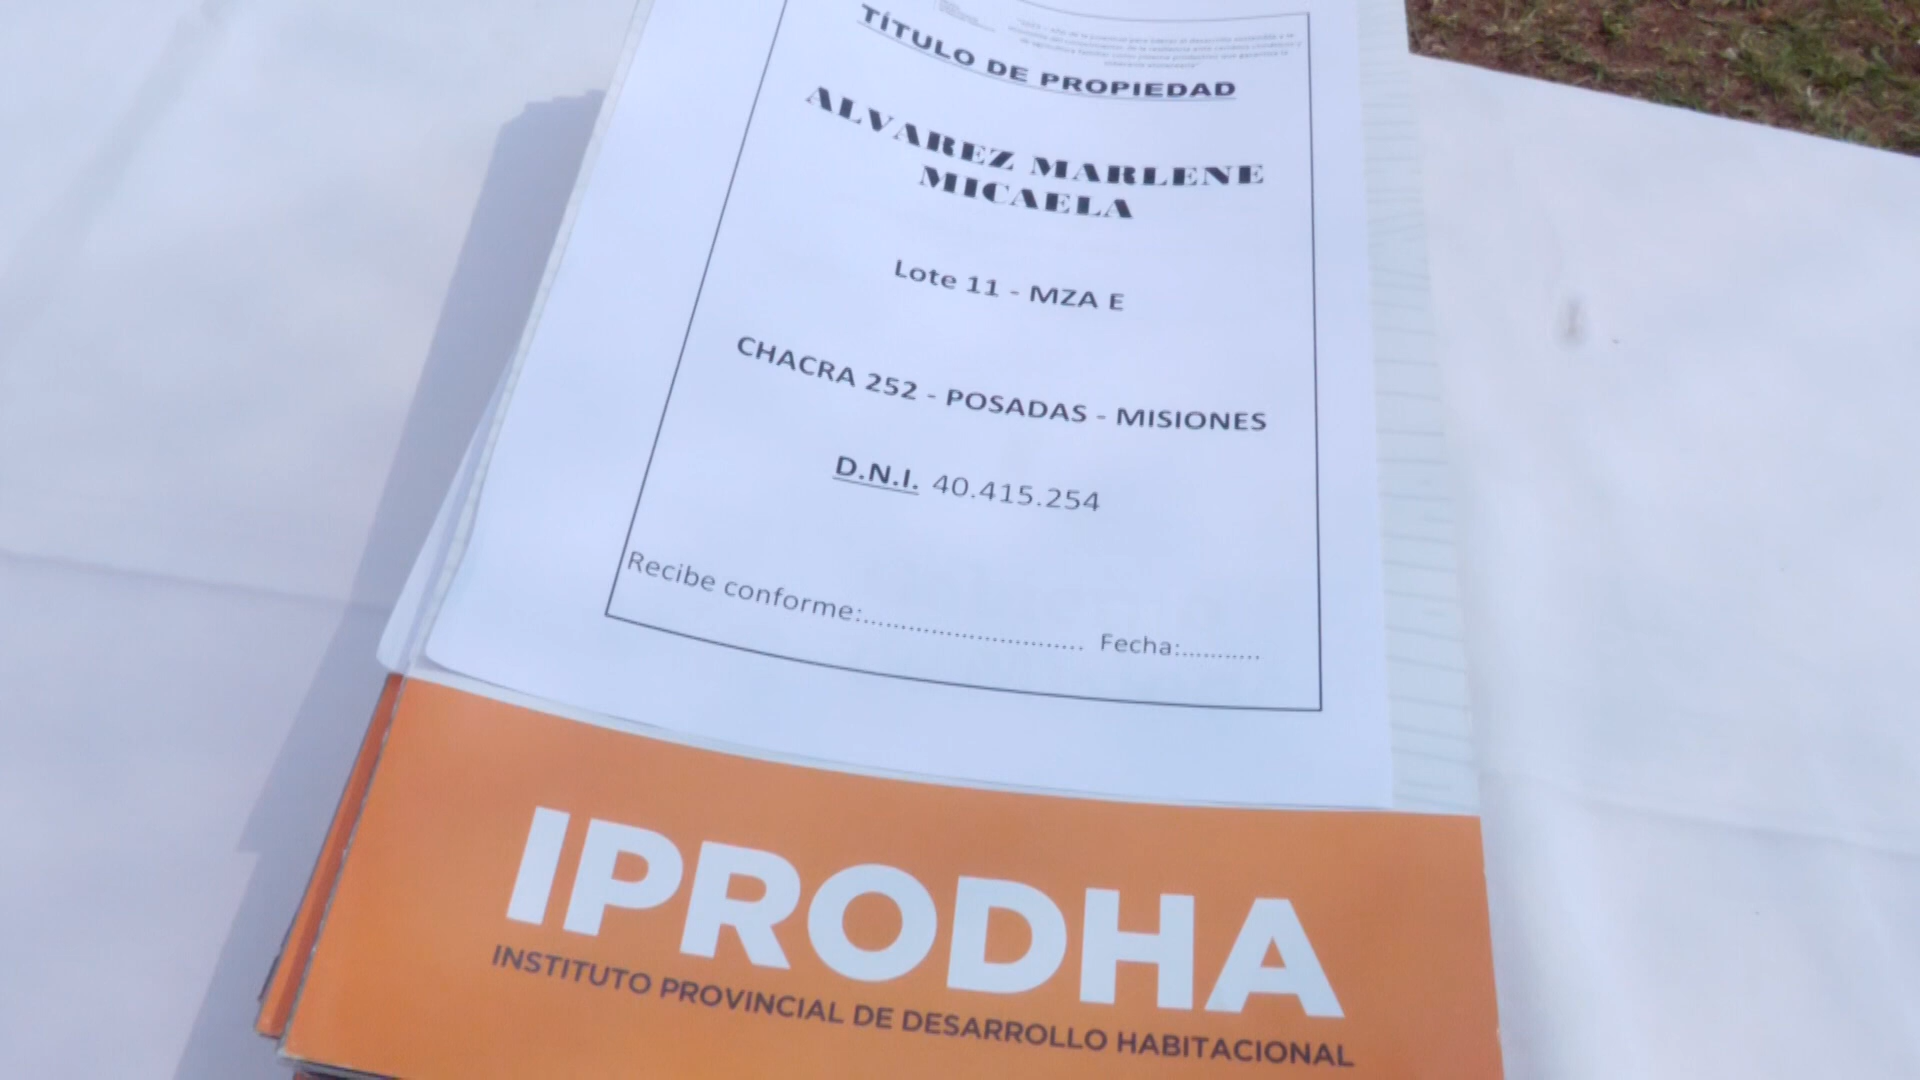 TÍTULO DE PROPIEDAD
ALVAREZ MARLENE
MICAELA
Lote 11 - MZA E
CHACRA 252 - POSADAS - MISIONES
D.N.I. 40.415.254
Recibe conforme:.................................. Fecha:...........
IPRODHA
INSTITUTO PROVINCIAL DE DESARROLLO HABITACIONAL